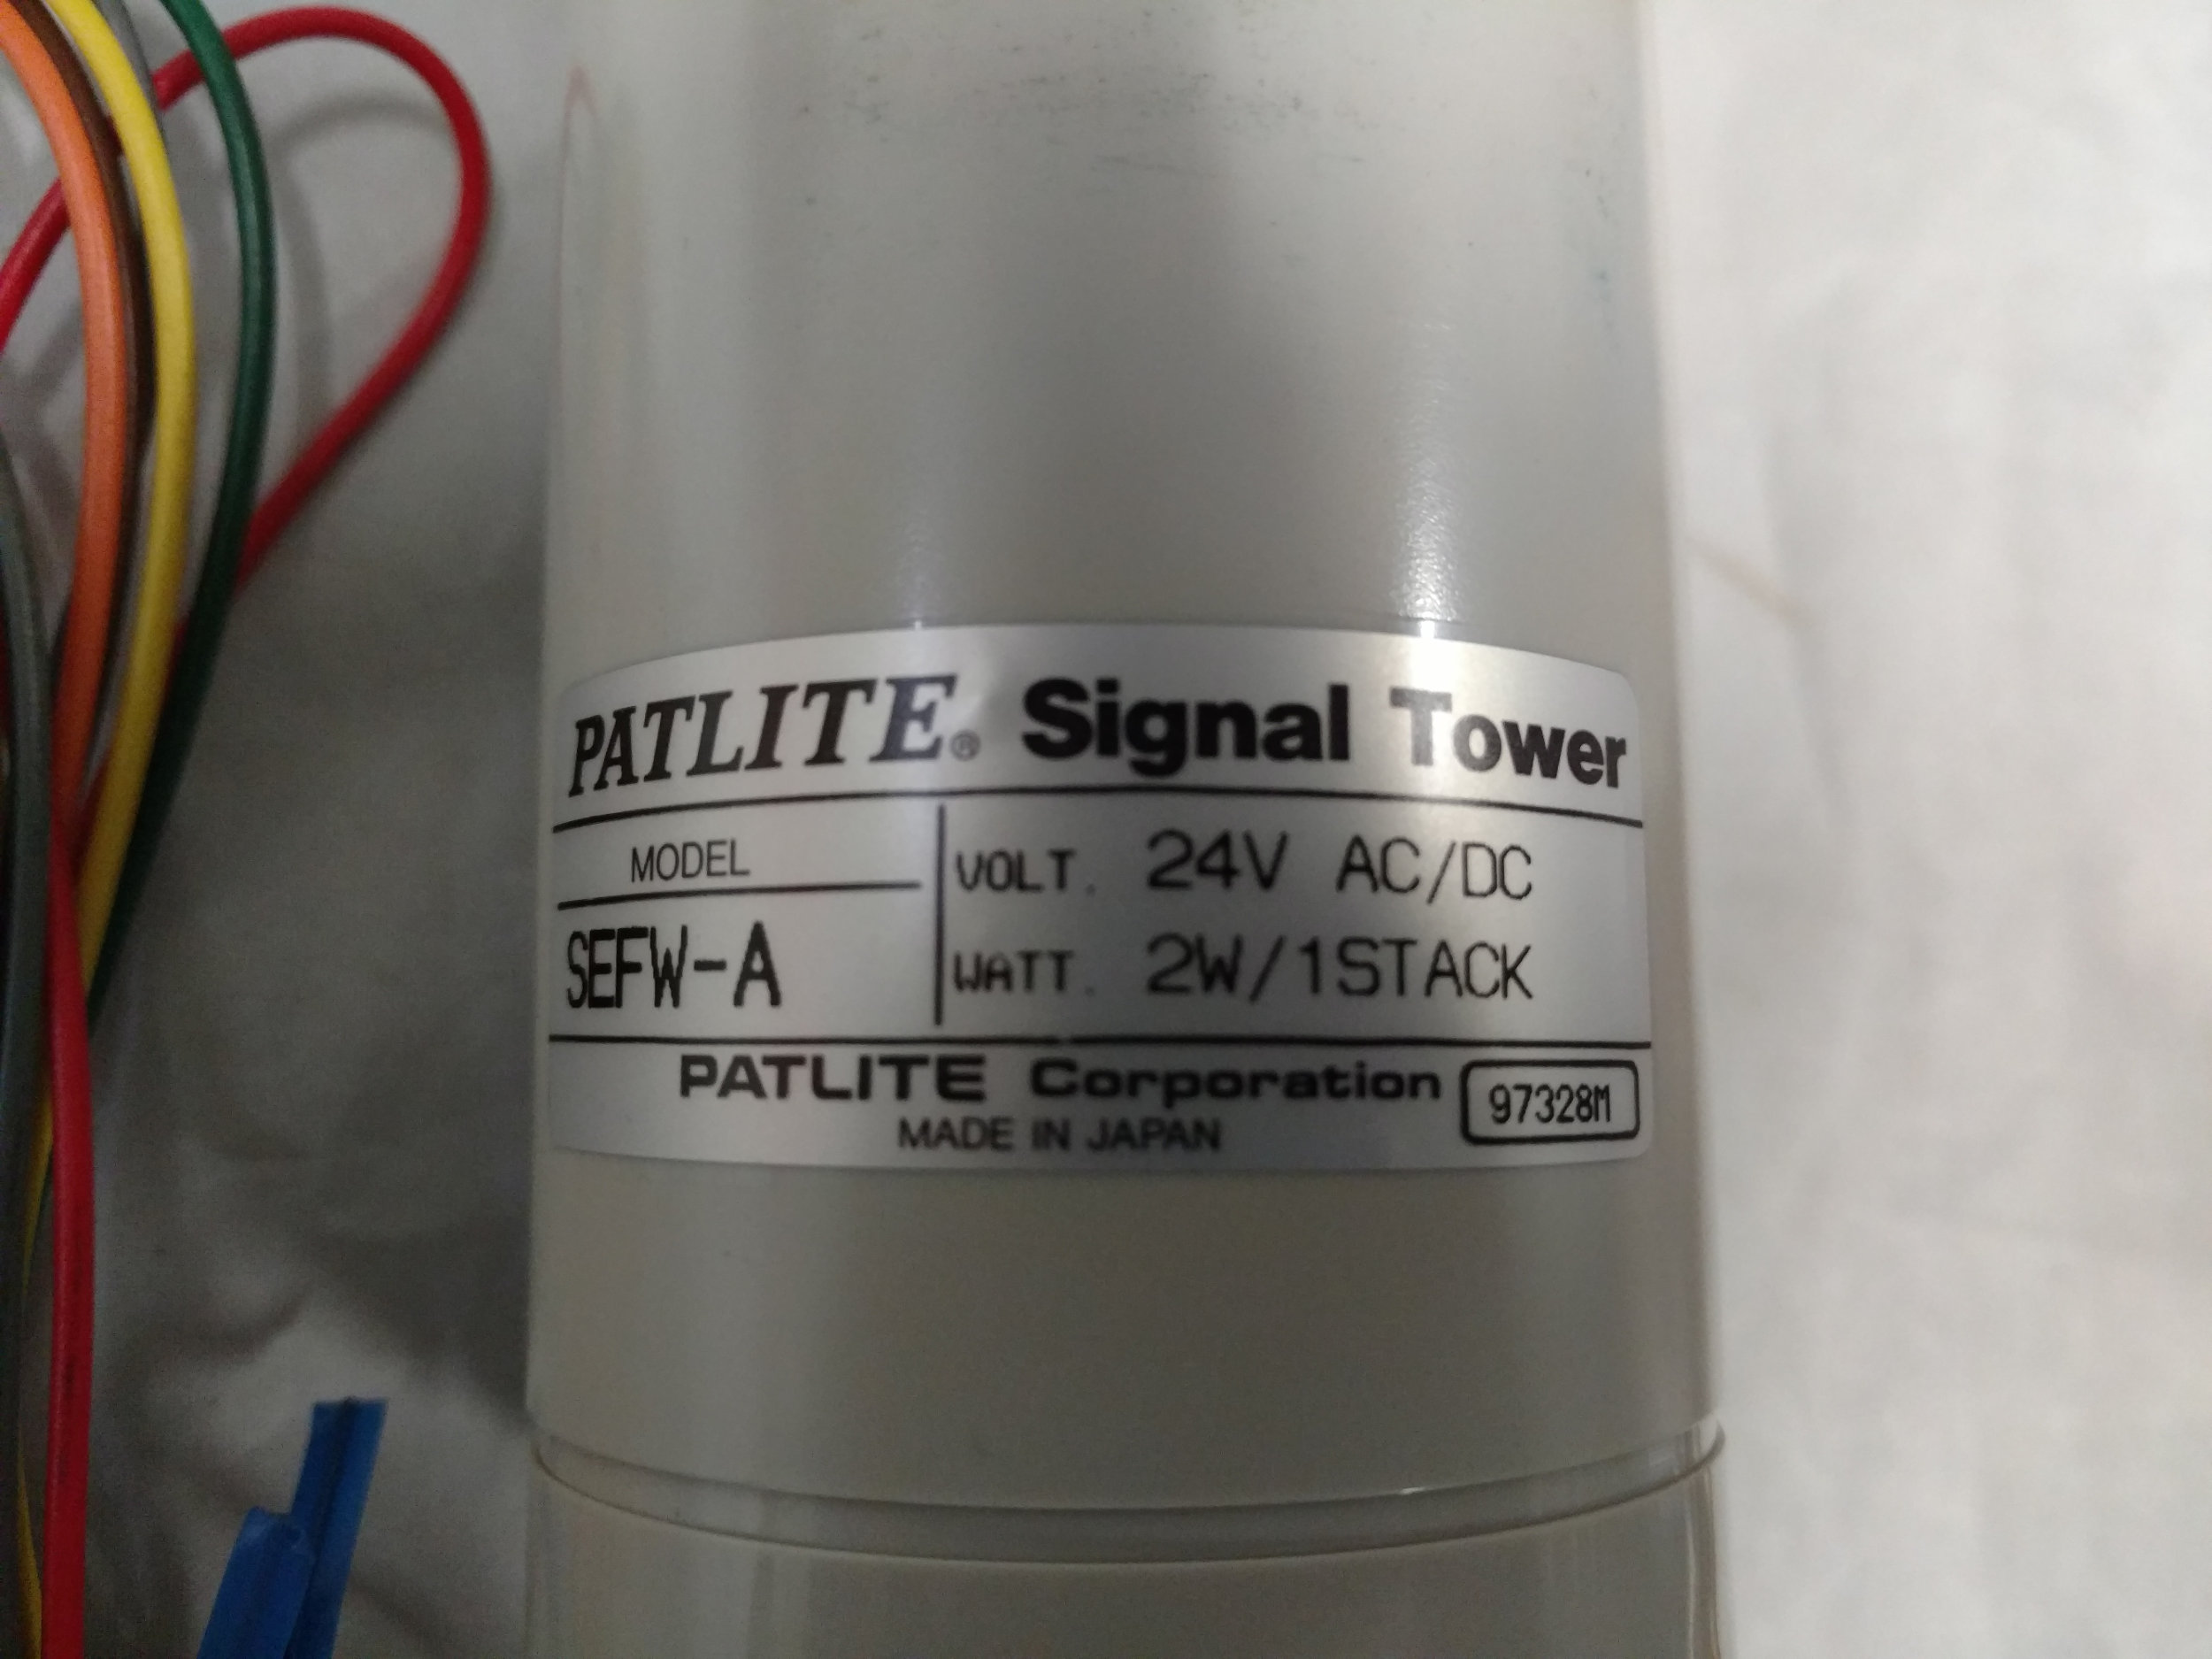 PATLITE® Signal Tower
MODEL
SEFW-A
VOLT. 24V AC/DC
WATT. 2W/1STACK
PATLITE Corporation
97328M
MADE IN JAPAN